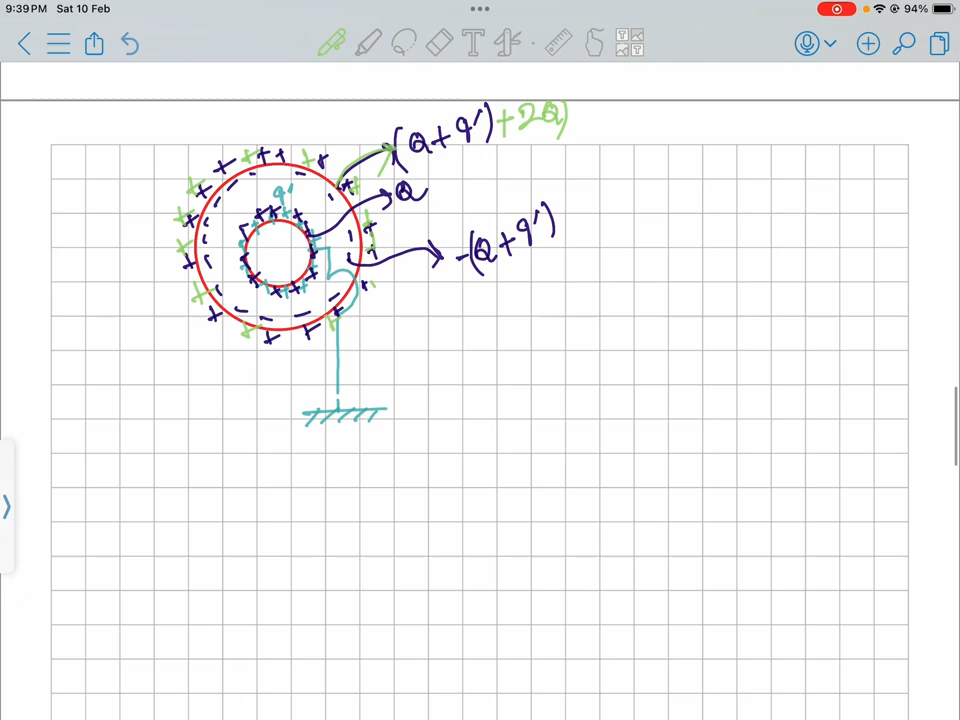 9:39 PM Sat 10 Feb
94%
(Q + q') + 2Q)
q'
Q
-(Q + q')